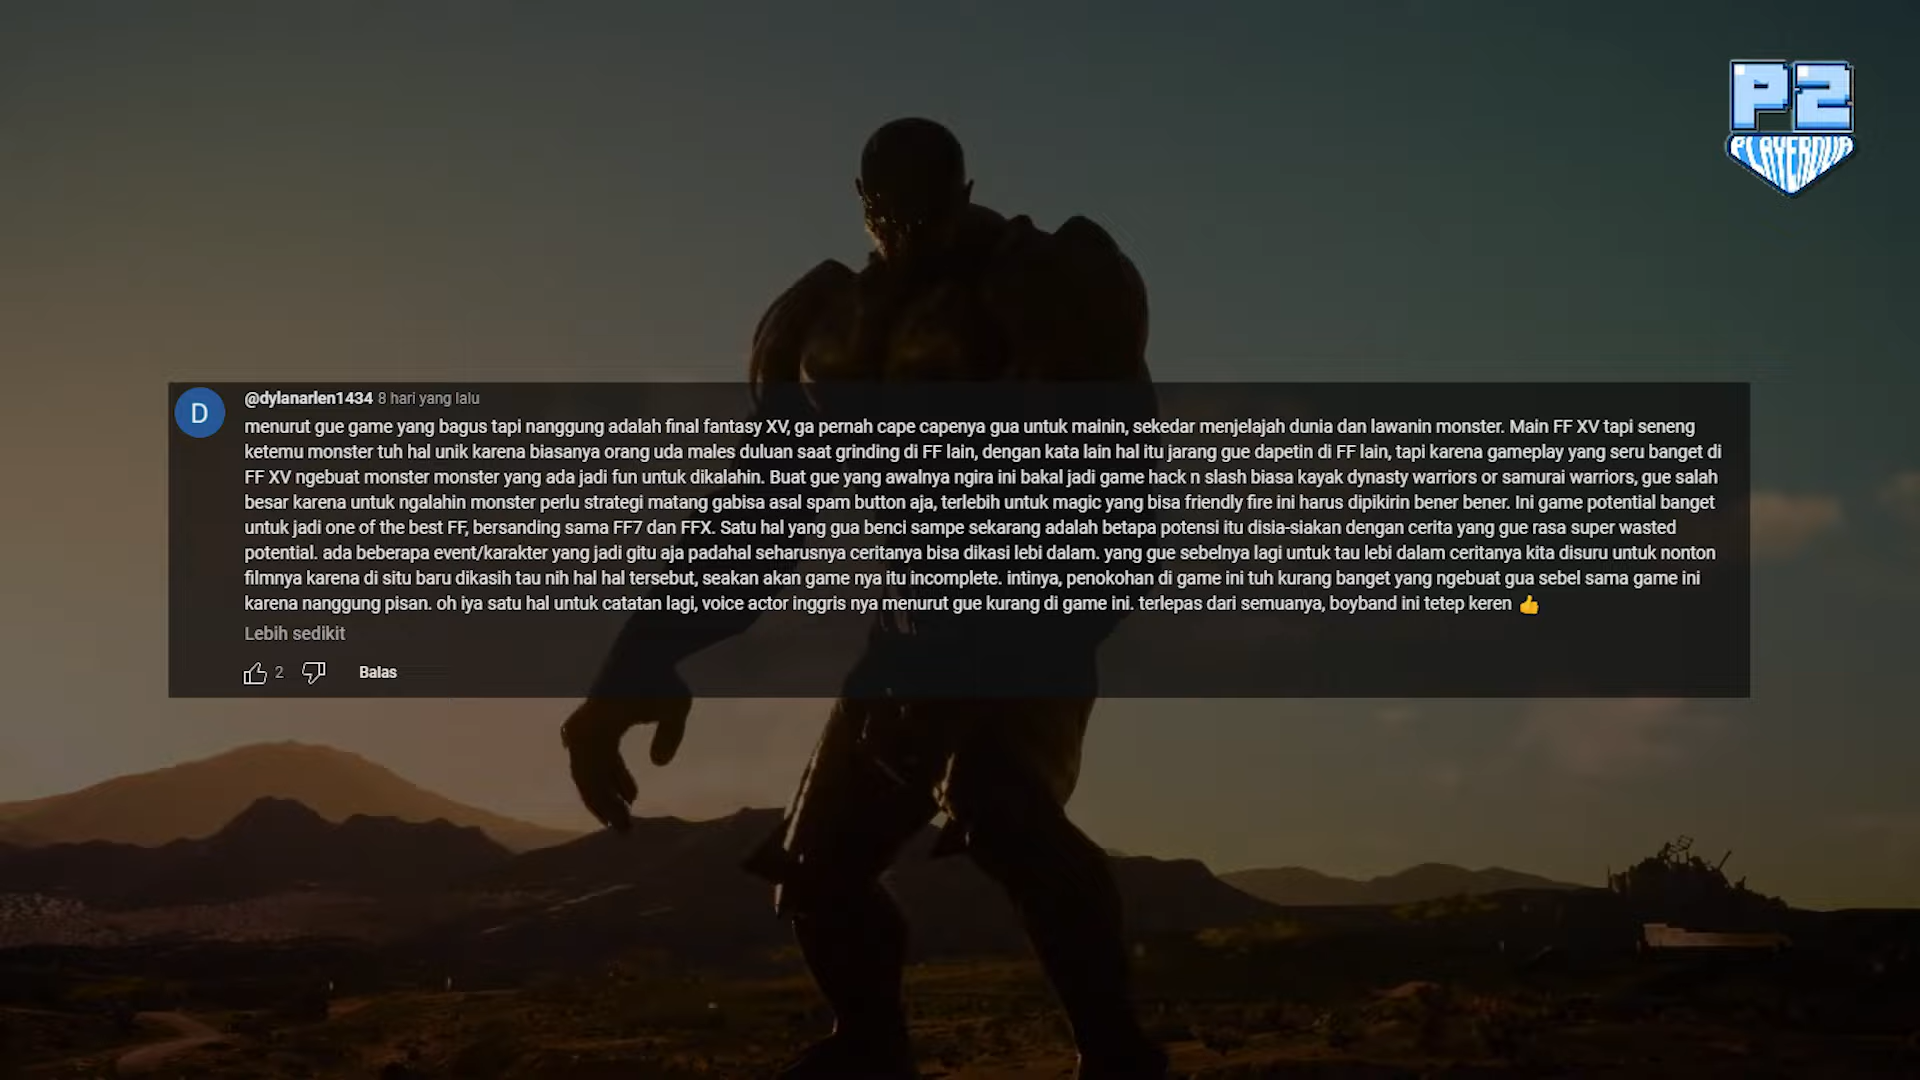 P2
PLAYERDUA
D
@dylanarlen1434 8 hari yang lalu
menurut gue game yang bagus tapi nanggung adalah final fantasy XV, ga pernah cape capenya gua untuk mainin, sekedar menjelajah dunia dan lawanin monster. Main FF XV tapi seneng
ketemu monster tuh hal unik karena biasanya orang uda males duluan saat grinding di FF lain, dengan kata lain hal itu jarang gue dapetin di FF lain, tapi karena gameplay yang seru banget di
FF XV ngebuat monster monster yang ada jadi fun untuk dikalahin. Buat gue yang awalnya ngira ini bakal jadi game hack n slash biasa kayak dynasty warriors or samurai warriors, gue salah
besar karena untuk ngalahin monster perlu strategi matang gabisa asal spam button aja, terlebih untuk magic yang bisa friendly fire ini harus dipikirin bener bener. Ini game potential banget
untuk jadi one of the best FF, bersanding sama FF7 dan FFX. Satu hal yang gua benci sampe sekarang adalah betapa potensi itu disia-siakan dengan cerita yang gue rasa super wasted
potential. ada beberapa event/karakter yang jadi gitu aja padahal seharusnya ceritanya bisa dikasi lebi dalam. yang gue sebelnya lagi untuk tau lebi dalam ceritanya kita disuru untuk nonton
filmnya karena di situ baru dikasih tau nih hal hal tersebut, seakan akan game nya itu incomplete. intinya, penokohan di game ini tuh kurang banget yang ngebuat gua sebel sama game ini
karena nanggung pisan. oh iya satu hal untuk catatan lagi, voice actor inggris nya menurut gue kurang di game ini. terlepas dari semuanya, boyband ini tetep keren 👍
Lebih sedikit
2 Balas